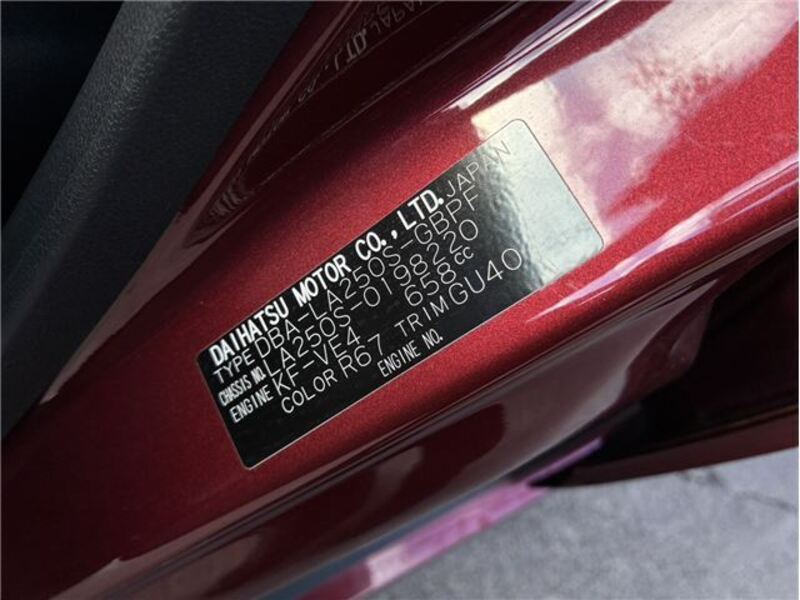 DAIHATSU MOTOR CO.,LTD. JAPAN
TYPE DBA-LA250S-GBPF
CHASSIS NO. LA250S-0198220
ENGINE KF-VE4 658cc
COLOR R67 TRIM GU40
ENGINE NO.